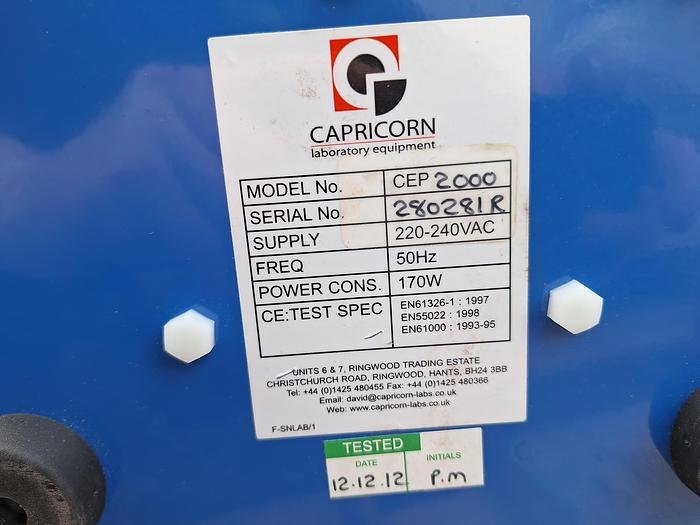 CAPRICORN
laboratory equipment
MODEL No. CEP 2000
SERIAL No. 280281R
SUPPLY 220-240VAC
FREQ 50Hz
POWER CONS. 170W
CE:TEST SPEC EN61326-1 : 1997
EN55022 : 1998
EN61000 : 1993-95
UNITS 6 & 7, RINGWOOD TRADING ESTATE
CHRISTCHURCH ROAD, RINGWOOD, HANTS, BH24 3BB
Tel: +44 (0)1425 480455 Fax: +44 (0)1425 480366
Email: david@capricorn-labs.co.uk
Web: www.capricorn-labs.co.uk
F-SNLAB/1
TESTED
DATE INITIALS
12.12.12 P.M